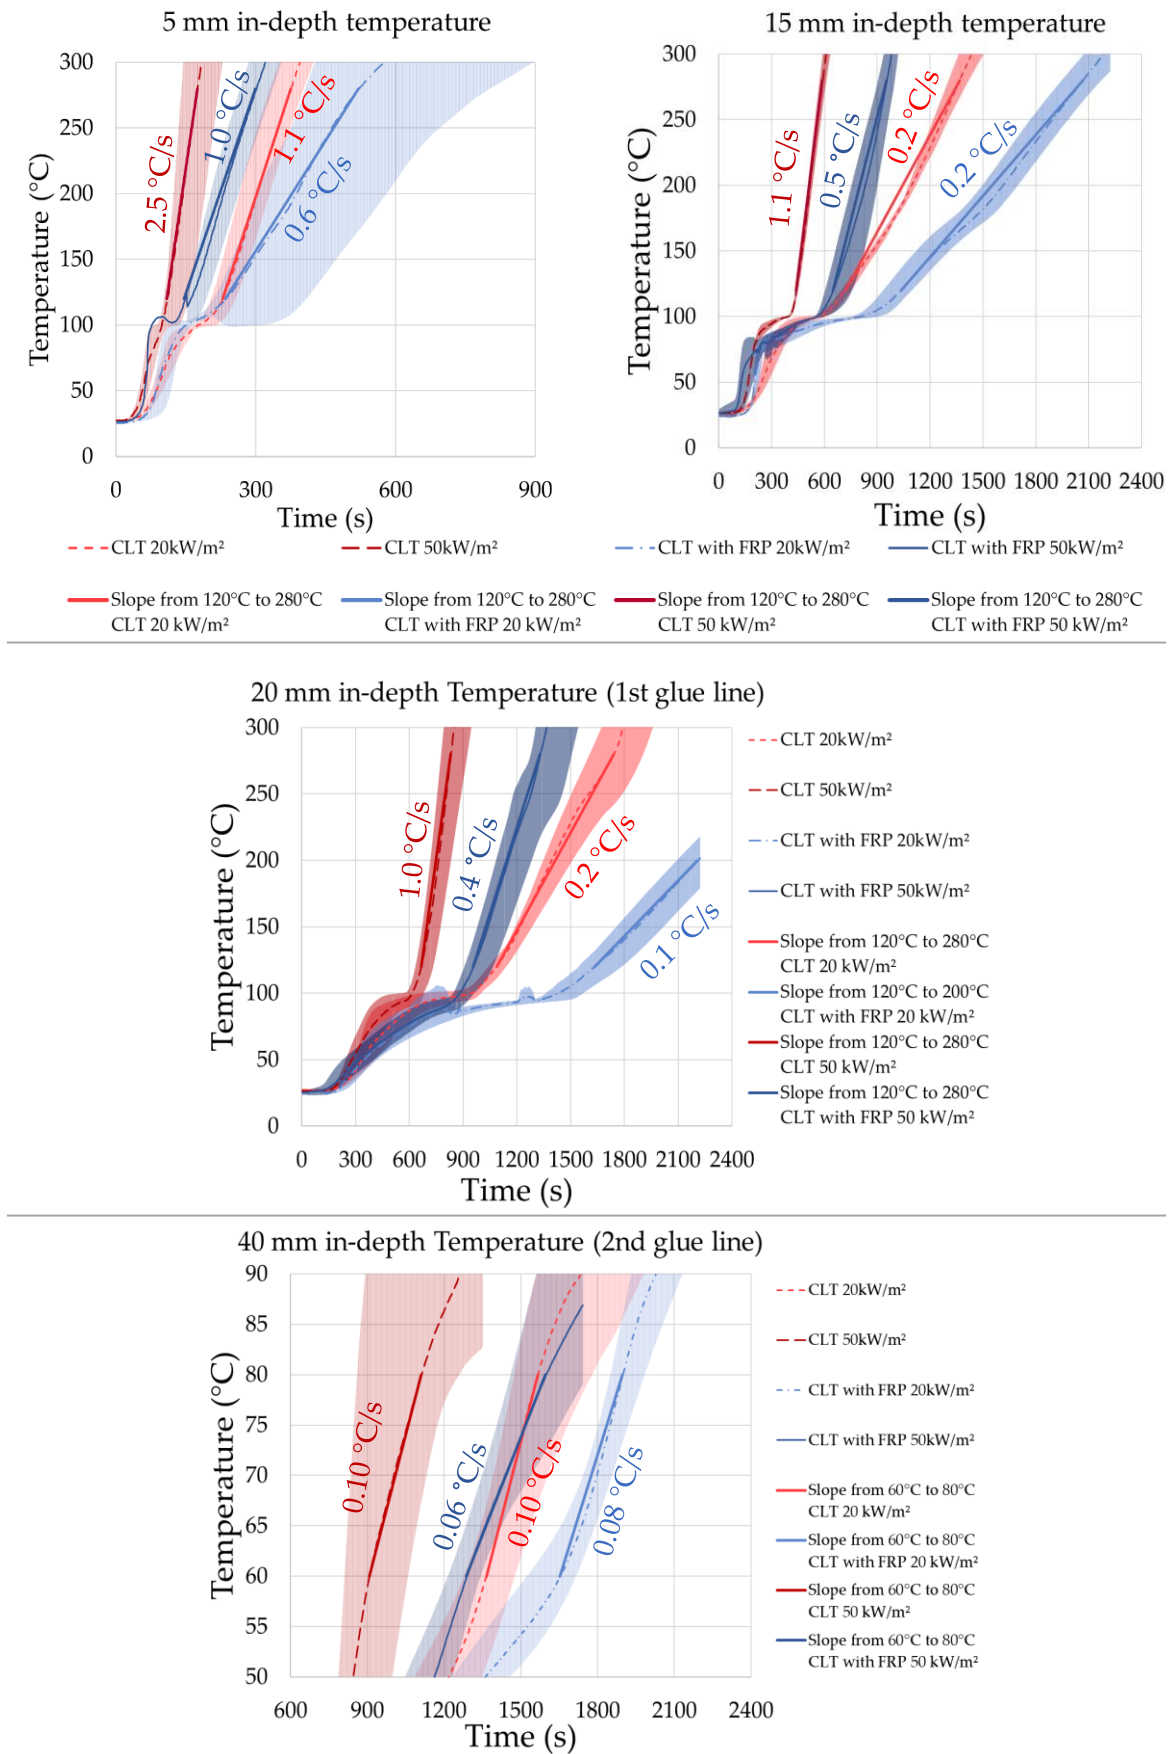 5 mm in-depth temperature
15 mm in-depth temperature
Temperature (°C)
300
250
200
150
100
50
0
2.5 °C/s
1.0 °C/s
1.1 °C/s
0.6 °C/s
0 300 600 900
Time (s)
Temperature (°C)
300
250
200
150
100
50
0
1.1 °C/s
0.5 °C/s
0.2 °C/s
0.2 °C/s
0 300 600 900 1200 1500 1800 2100 2400
Time (s)
CLT 20kW/m²
CLT 50kW/m²
CLT with FRP 20kW/m²
CLT with FRP 50kW/m²
Slope from 120°C to 280°C
CLT 20 kW/m²
Slope from 120°C to 280°C
CLT with FRP 20 kW/m²
Slope from 120°C to 280°C
CLT 50 kW/m²
Slope from 120°C to 280°C
CLT with FRP 50 kW/m²
20 mm in-depth Temperature (1st glue line)
Temperature (°C)
300
250
200
150
100
50
0
1.0 °C/s
0.4 °C/s
0.2 °C/s
0.1 °C/s
0 300 600 900 1200 1500 1800 2100 2400
Time (s)
CLT 20kW/m²
CLT 50kW/m²
CLT with FRP 20kW/m²
CLT with FRP 50kW/m²
Slope from 120°C to 280°C
CLT 20 kW/m²
Slope from 120°C to 200°C
CLT with FRP 20 kW/m²
Slope from 120°C to 280°C
CLT 50 kW/m²
Slope from 120°C to 280°C
CLT with FRP 50 kW/m²
40 mm in-depth Temperature (2nd glue line)
Temperature (°C)
90
85
80
75
70
65
60
55
50
0.10 °C/s
0.06 °C/s
0.10 °C/s
0.08 °C/s
600 900 1200 1500 1800 2100 2400
Time (s)
CLT 20kW/m²
CLT 50kW/m²
CLT with FRP 20kW/m²
CLT with FRP 50kW/m²
Slope from 60°C to 80°C
CLT 20 kW/m²
Slope from 60°C to 80°C
CLT with FRP 20 kW/m²
Slope from 60°C to 80°C
CLT 50 kW/m²
Slope from 60°C to 80°C
CLT with FRP 50 kW/m²